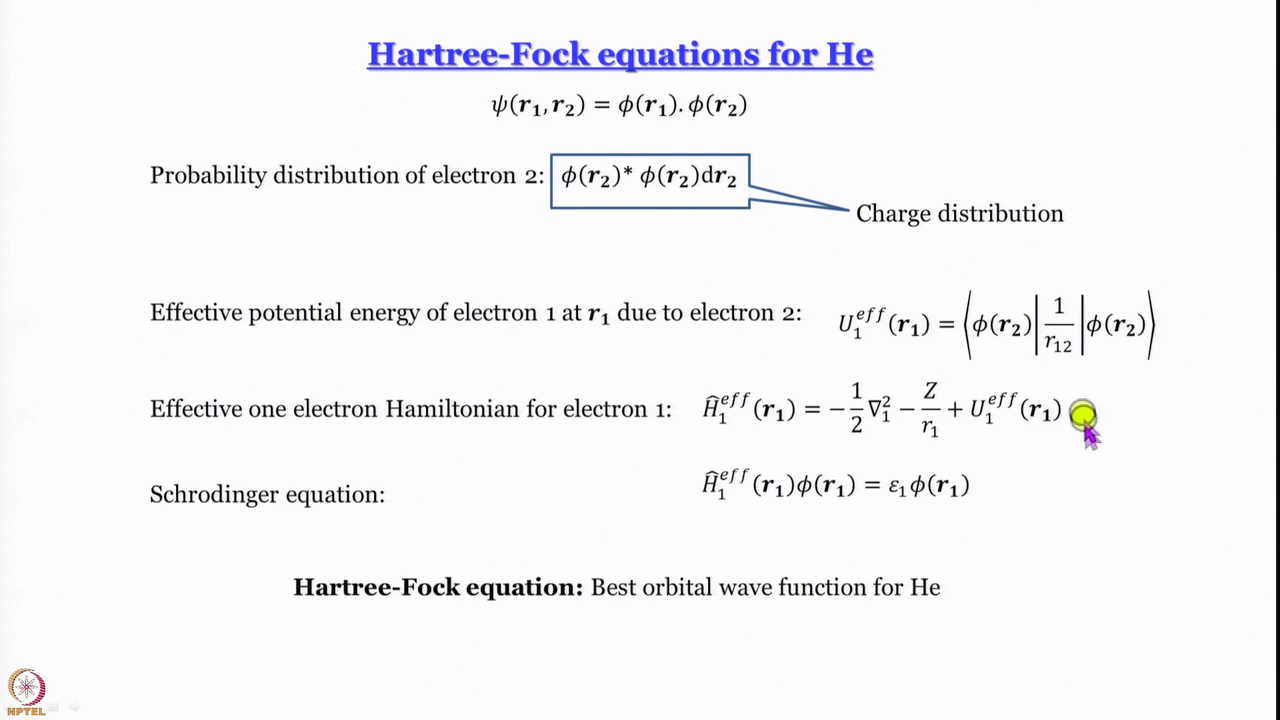 Hartree-Fock equations for He
ψ(r₁, r₂) = ϕ(r₁). ϕ(r₂)
Probability distribution of electron 2: ϕ(r₂)* ϕ(r₂)dr₂
Charge distribution
Effective potential energy of electron 1 at r₁ due to electron 2: U₁^eff(r₁) = ⟨ϕ(r₂)|1/r₁₂|ϕ(r₂)⟩
Effective one electron Hamiltonian for electron 1: Ĥ₁^eff(r₁) = −1/2 ∇₁² − Z/r₁ + U₁^eff(r₁)
Schrodinger equation: Ĥ₁^eff(r₁)ϕ(r₁) = ε₁ϕ(r₁)
Hartree-Fock equation: Best orbital wave function for He
NPTEL